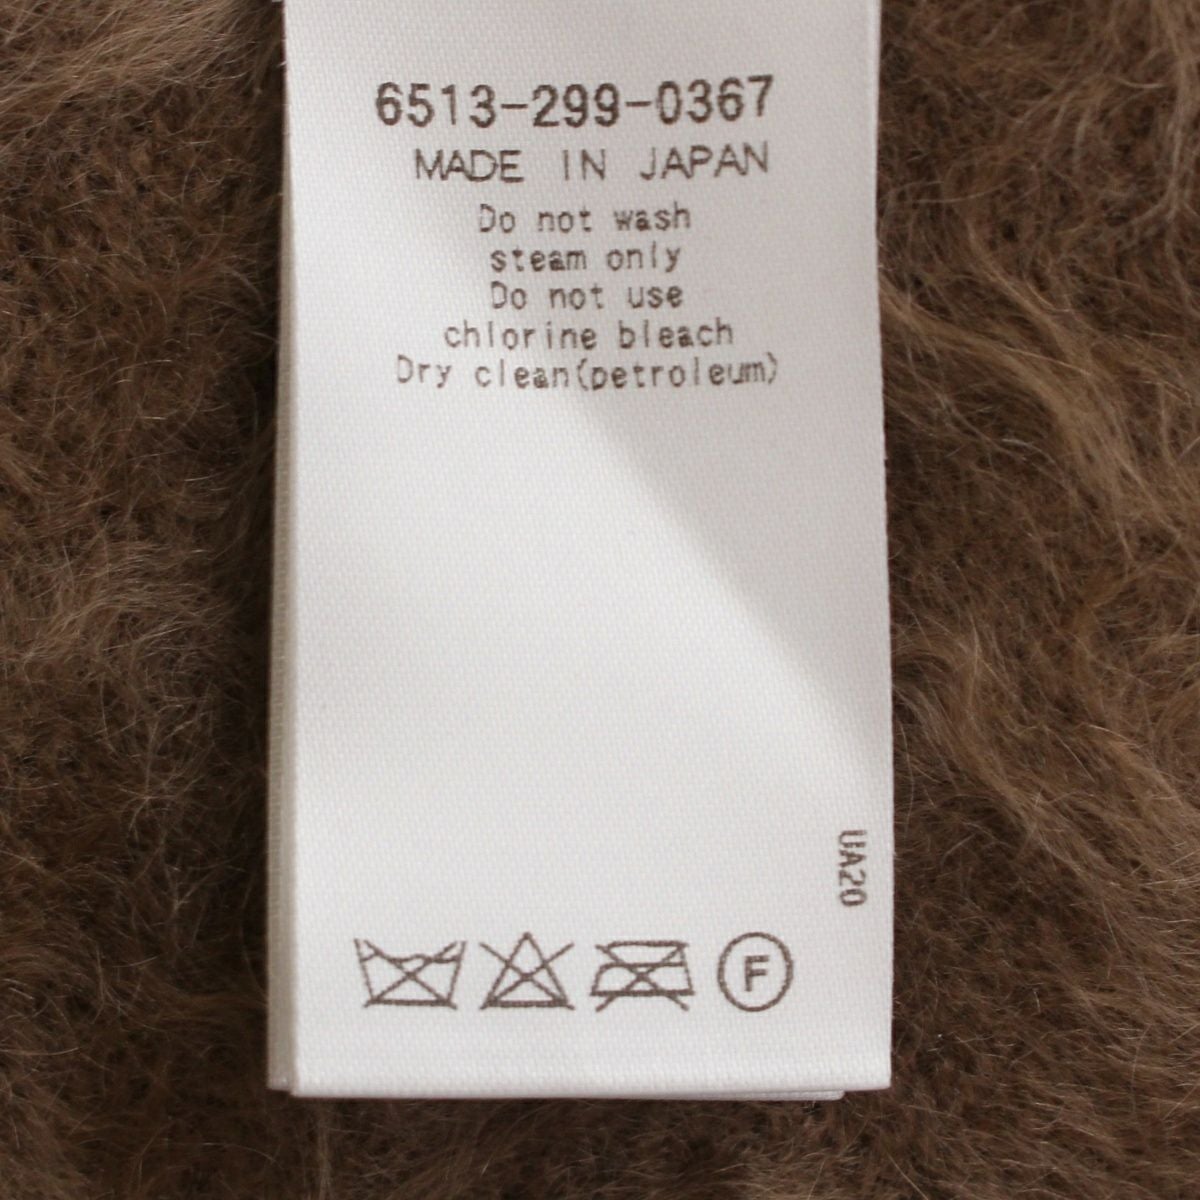 6513-299-0367
MADE IN JAPAN
Do not wash
steam only
Do not use
chlorine bleach
Dry clean(petroleum)
UA20
F